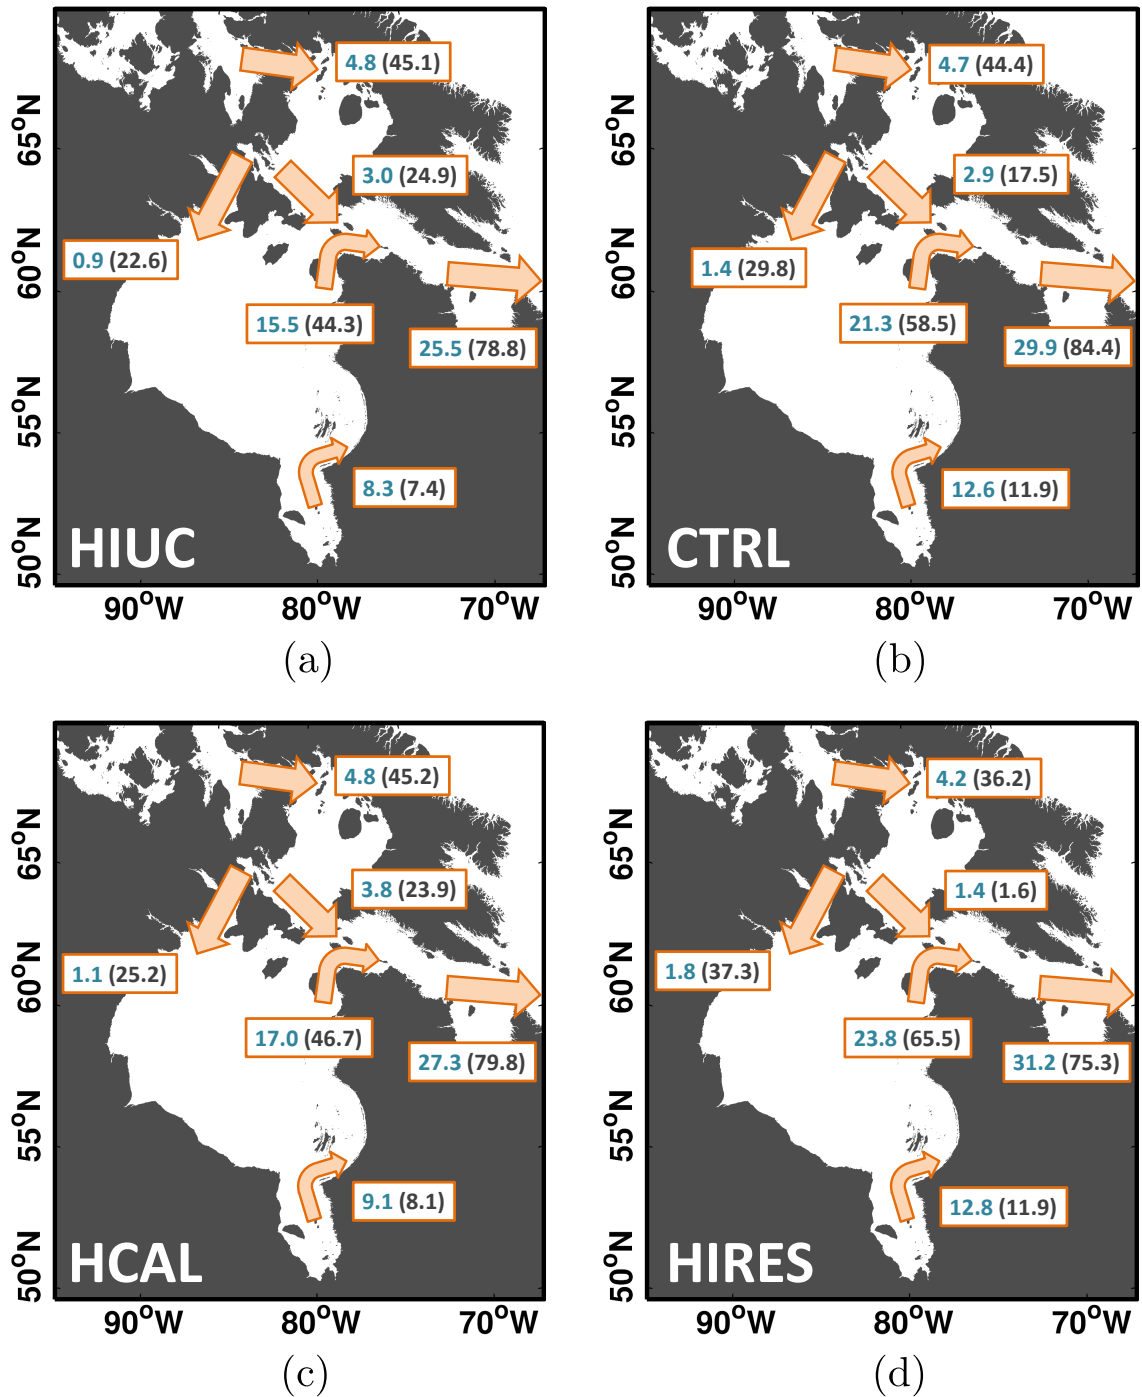 65°N
60°N
55°N
50°N
4.8 (45.1)
3.0 (24.9)
0.9 (22.6)
15.5 (44.3)
25.5 (78.8)
8.3 (7.4)
HIUC
90°W 80°W 70°W
(a)
65°N
60°N
55°N
50°N
4.7 (44.4)
2.9 (17.5)
1.4 (29.8)
21.3 (58.5)
29.9 (84.4)
12.6 (11.9)
CTRL
90°W 80°W 70°W
(b)
65°N
60°N
55°N
50°N
4.8 (45.2)
3.8 (23.9)
1.1 (25.2)
17.0 (46.7)
27.3 (79.8)
9.1 (8.1)
HCAL
90°W 80°W 70°W
(c)
65°N
60°N
55°N
50°N
4.2 (36.2)
1.4 (1.6)
1.8 (37.3)
23.8 (65.5)
31.2 (75.3)
12.8 (11.9)
HIRES
90°W 80°W 70°W
(d)